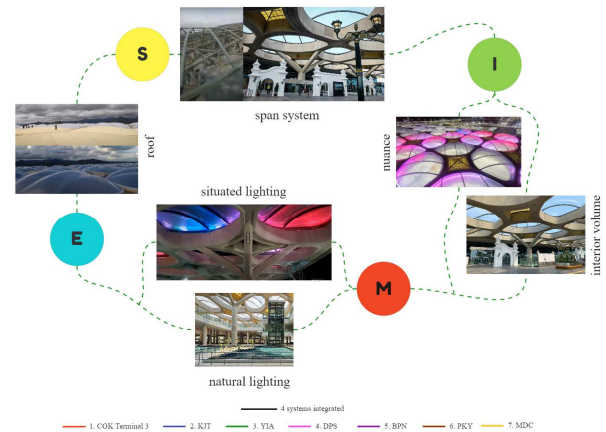 S
I
span system
roof
nuance
situated lighting
E
interior volume
M
natural lighting
4 systems integrated
1. CGK Terminal 3
2. KJT
3. YIA
4. DPS
5. BPN
6. PKY
7. MDC